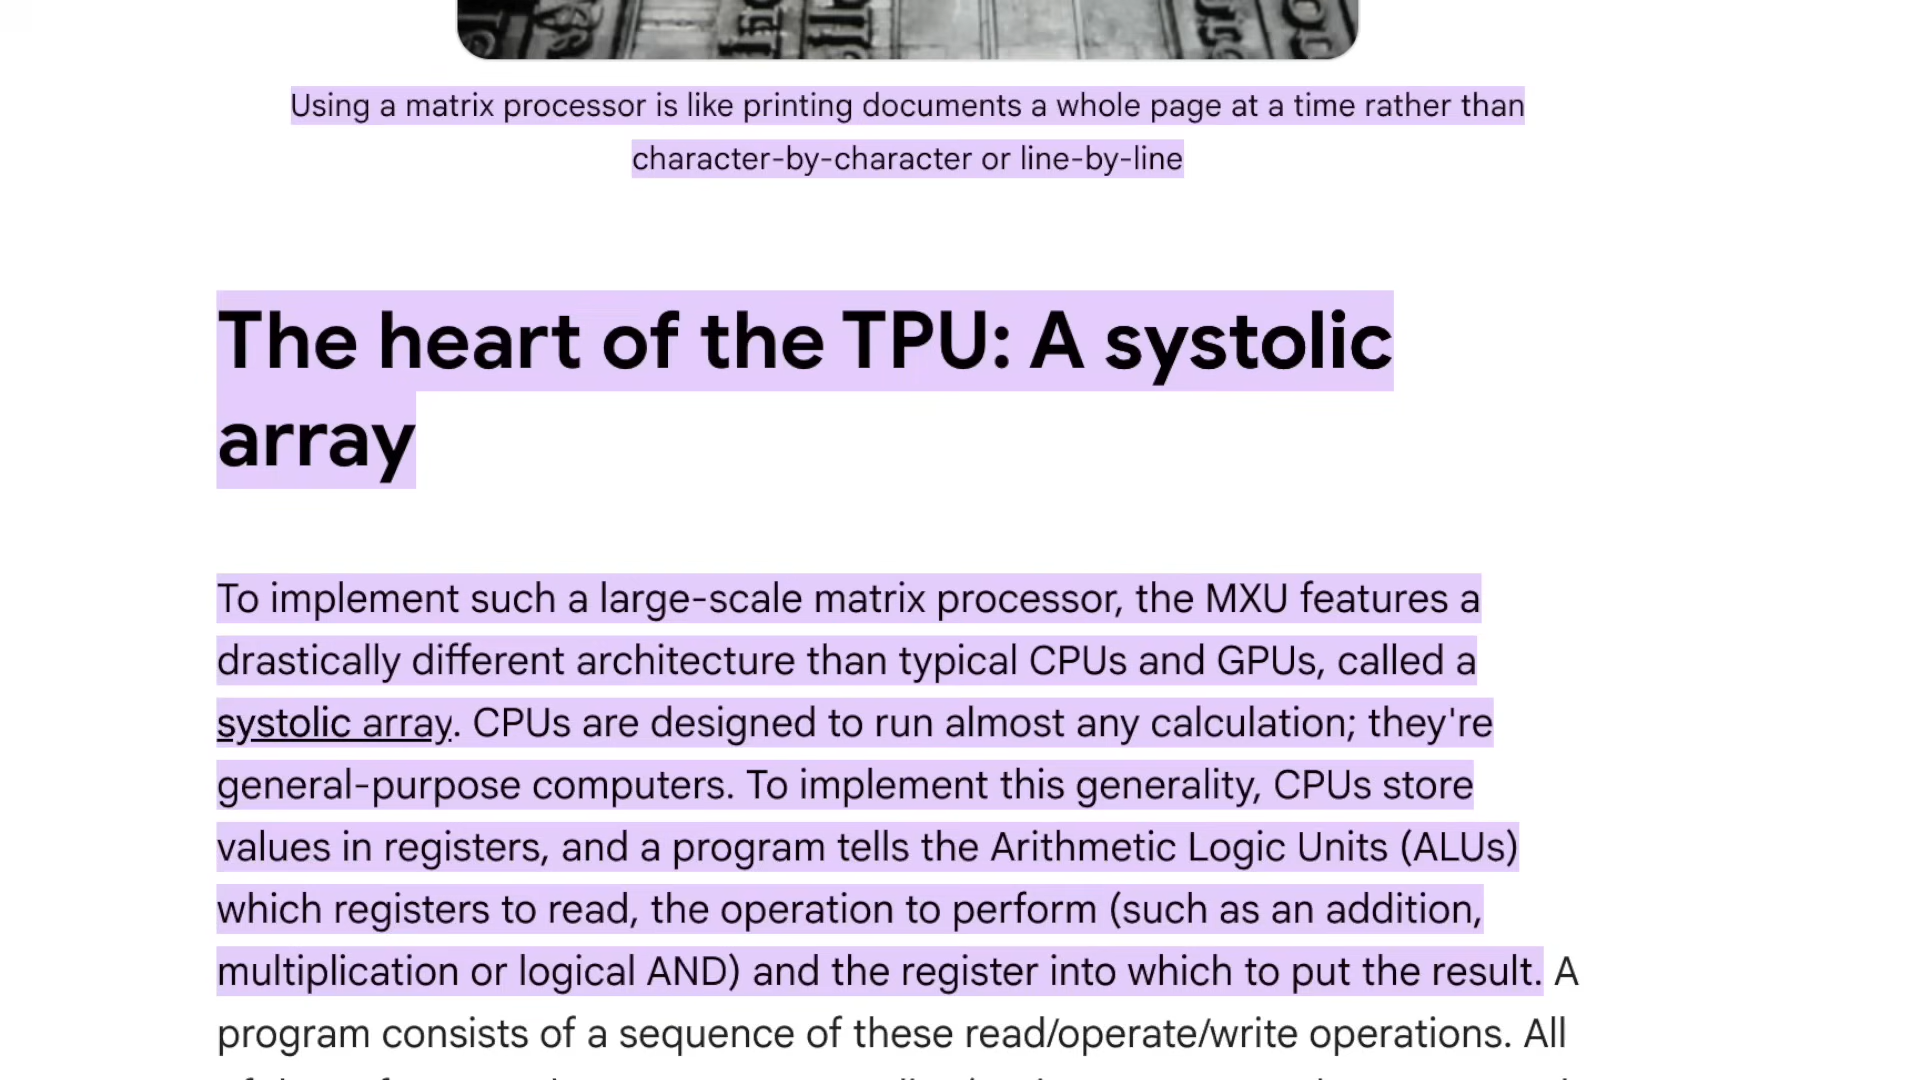 Using a matrix processor is like printing documents a whole page at a time rather than
character-by-character or line-by-line
The heart of the TPU: A systolic
array
To implement such a large-scale matrix processor, the MXU features a
drastically different architecture than typical CPUs and GPUs, called a
systolic array. CPUs are designed to run almost any calculation; they're
general-purpose computers. To implement this generality, CPUs store
values in registers, and a program tells the Arithmetic Logic Units (ALUs)
which registers to read, the operation to perform (such as an addition,
multiplication or logical AND) and the register into which to put the result. A
program consists of a sequence of these read/operate/write operations. All